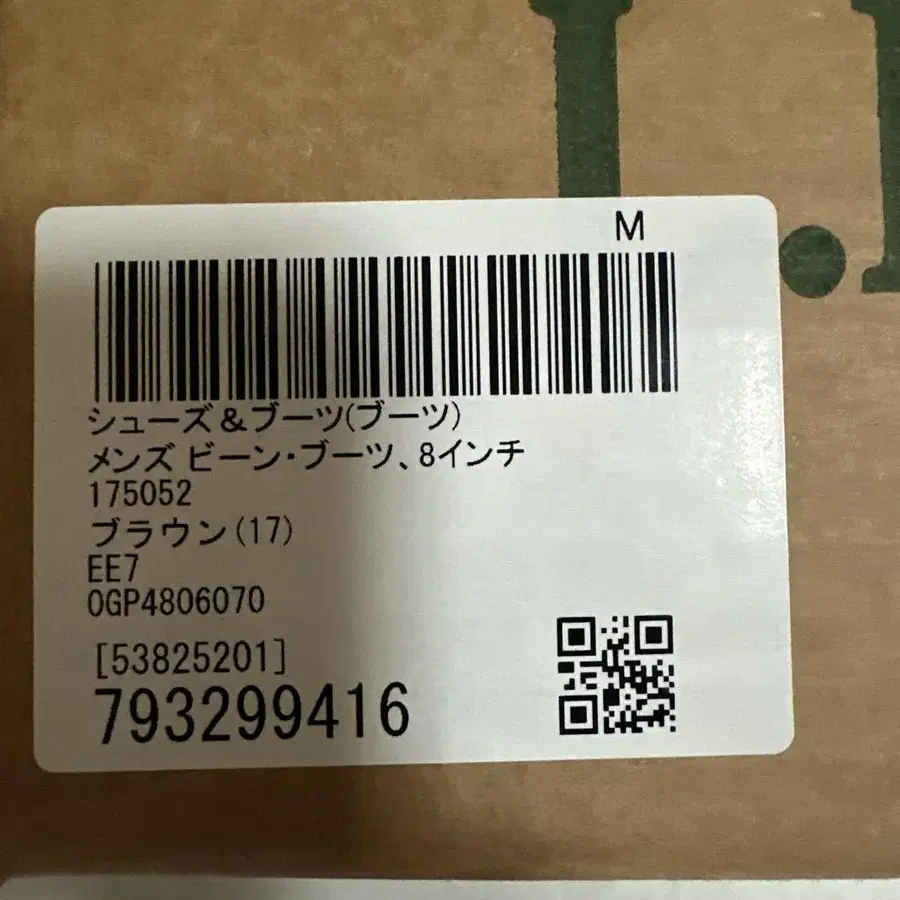 M
シューズ&ブーツ(ブーツ)
メンズ ビーン・ブーツ、8インチ
175052
ブラウン(17)
EE7
0GP4806070
[53825201]
793299416